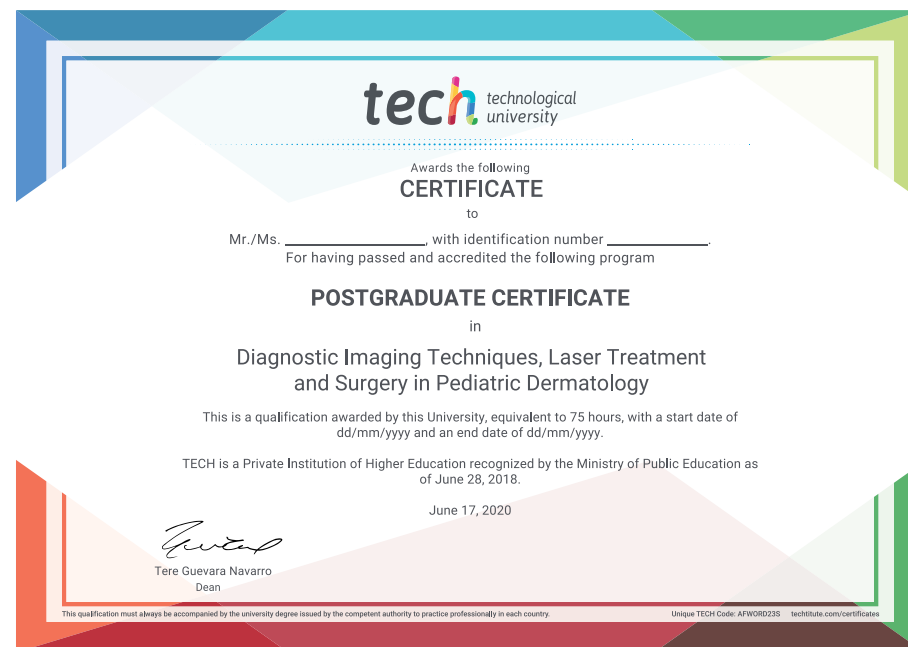 tech technological
university
Awards the following
CERTIFICATE
to
Mr./Ms. ____________________, with identification number ______________.
For having passed and accredited the following program
POSTGRADUATE CERTIFICATE
in
Diagnostic Imaging Techniques, Laser Treatment
and Surgery in Pediatric Dermatology
This is a qualification awarded by this University, equivalent to 75 hours, with a start date of
dd/mm/yyyy and an end date of dd/mm/yyyy.
TECH is a Private Institution of Higher Education recognized by the Ministry of Public Education as
of June 28, 2018.
June 17, 2020
Tere Guevara Navarro
Dean
This qualification must always be accompanied by the university degree issued by the competent authority to practice professionally in each country. Unique TECH Code: AFWORD23S techtitute.com/certificates